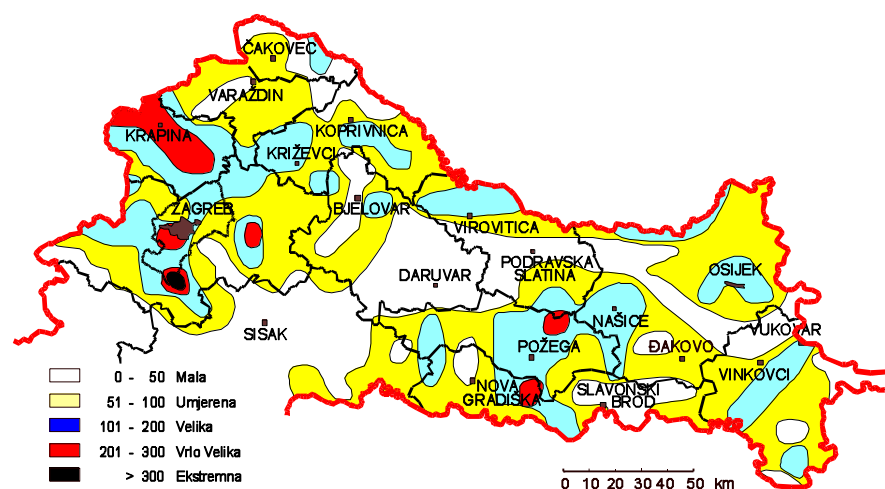 ČAKOVEC
VARAŽDIN
KRAPINA
KOPRIVNICA
KRIŽEVCI
ZAGREB
BJELOVAR
VIROVITICA
DARUVAR
PODRAVSKA
SLATINA
OSIJEK
SISAK
NAŠICE
VUKOVAR
POŽEGA
ĐAKOVO
VINKOVCI
NOVA
GRADIŠKA
SLAVONSKI
BROD
0 - 50 Mala
51 - 100 Umjerena
101 - 200 Velika
201 - 300 Vrlo Velika
> 300 Ekstremna
0 10 20 30 40 50 km